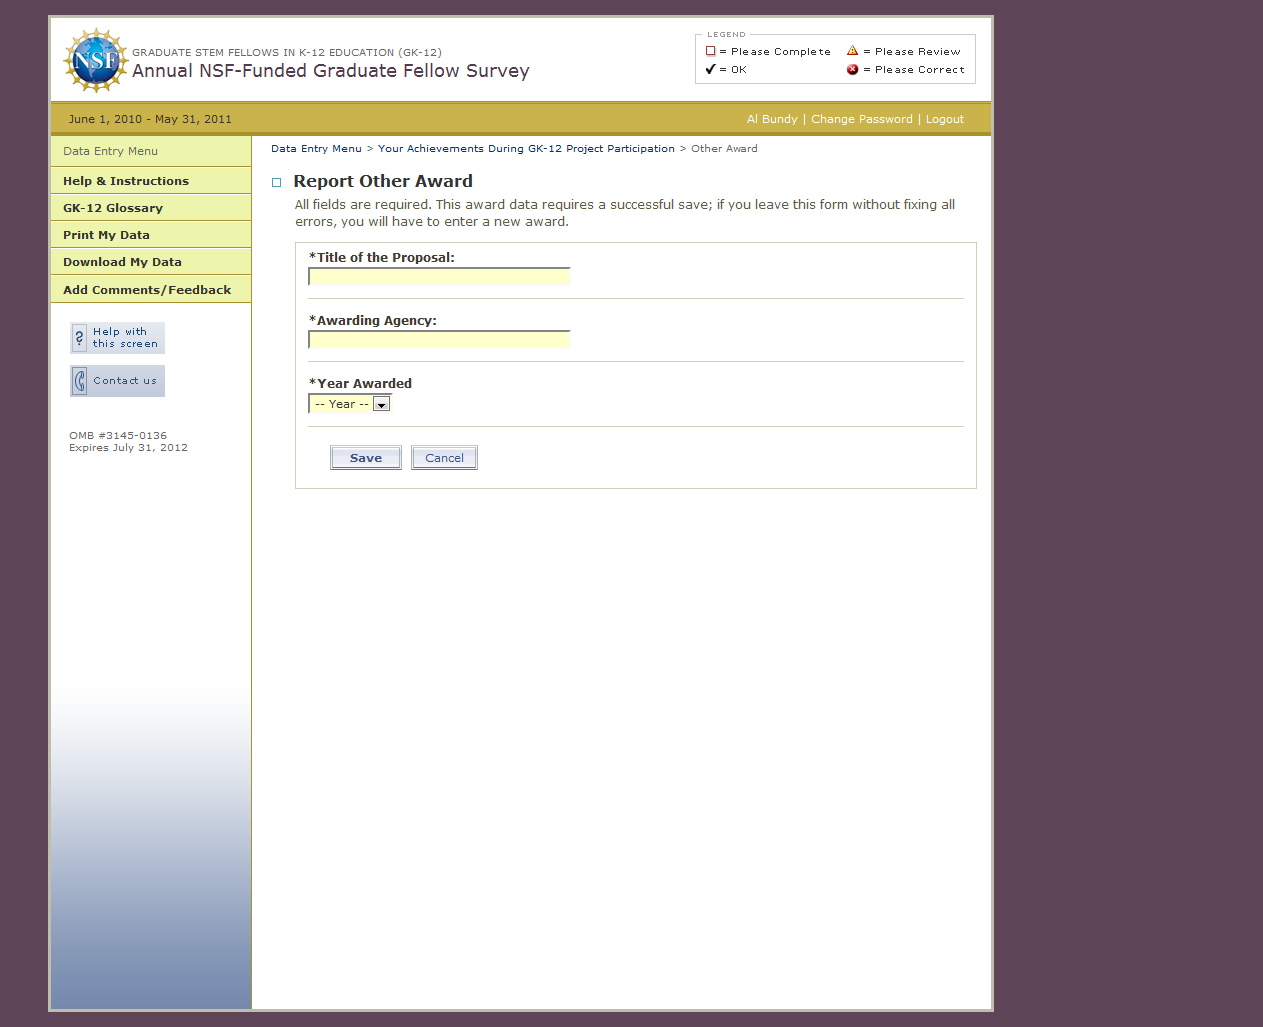 NSF
GRADUATE STEM FELLOWS IN K-12 EDUCATION (GK-12)
Annual NSF-Funded Graduate Fellow Survey
LEGEND
= Please Complete
= Please Review
= OK
= Please Correct
June 1, 2010 - May 31, 2011
Al Bundy | Change Password | Logout
Data Entry Menu
Help & Instructions
GK-12 Glossary
Print My Data
Download My Data
Add Comments/Feedback
? Help with
this screen
Contact us
OMB #3145-0136
Expires July 31, 2012
Data Entry Menu > Your Achievements During GK-12 Project Participation > Other Award
Report Other Award
All fields are required. This award data requires a successful save; if you leave this form without fixing all
errors, you will have to enter a new award.
*Title of the Proposal:
*Awarding Agency:
*Year Awarded
-- Year --
Save
Cancel